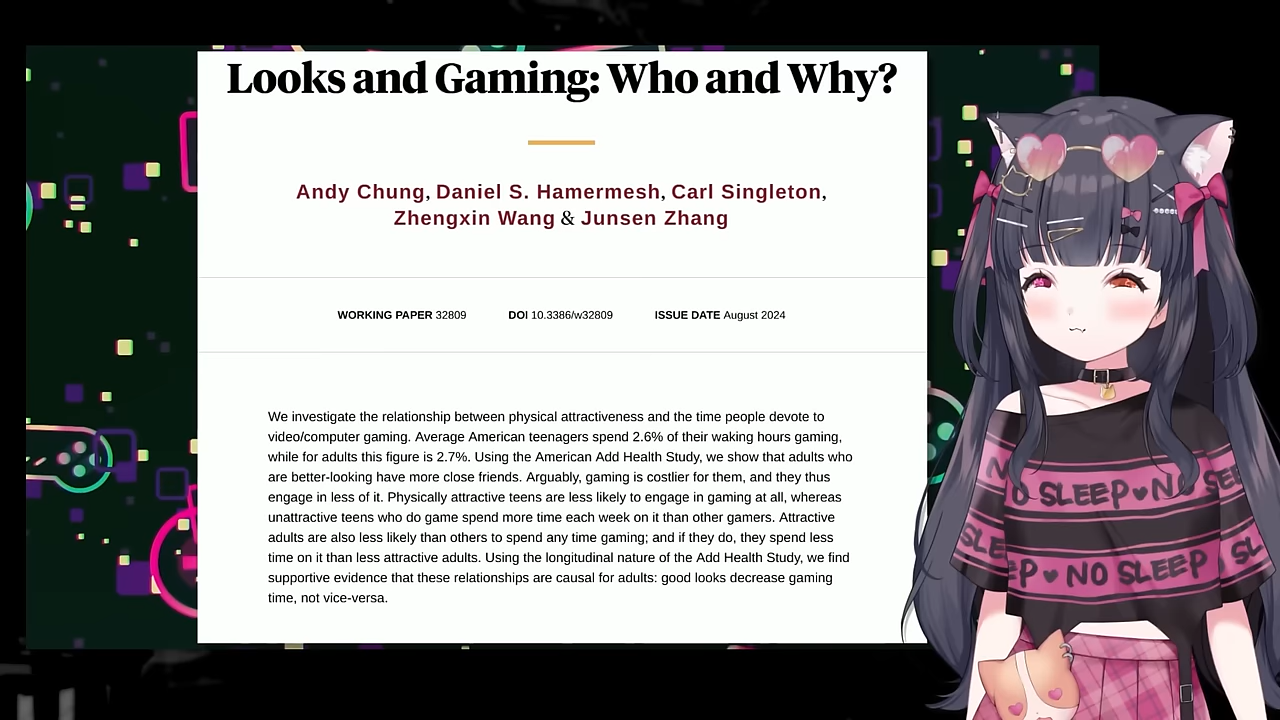 Looks and Gaming: Who and Why?
Andy Chung, Daniel S. Hamermesh, Carl Singleton,
Zhengxin Wang & Junsen Zhang
WORKING PAPER 32809 DOI 10.3386/w32809 ISSUE DATE August 2024
We investigate the relationship between physical attractiveness and the time people devote to
video/computer gaming. Average American teenagers spend 2.6% of their waking hours gaming,
while for adults this figure is 2.7%. Using the American Add Health Study, we show that adults who
are better-looking have more close friends. Arguably, gaming is costlier for them, and they thus
engage in less of it. Physically attractive teens are less likely to engage in gaming at all, whereas
unattractive teens who do game spend more time each week on it than other gamers. Attractive
adults are also less likely than others to spend any time gaming; and if they do, they spend less
time on it than less attractive adults. Using the longitudinal nature of the Add Health Study, we find
supportive evidence that these relationships are causal for adults: good looks decrease gaming
time, not vice-versa.
NO SLEEP♥NO SEE
SLEEP♥NO SLEEP SL